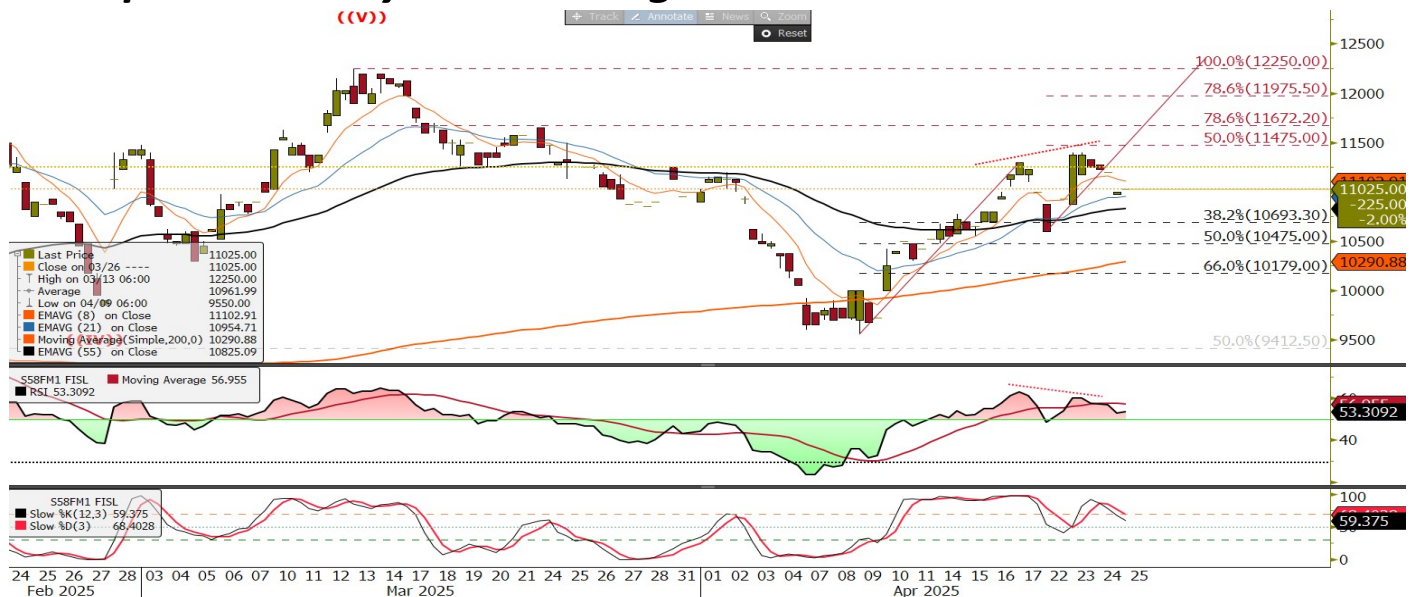 ((V))
Track Annotate News Zoom
Reset
12500
100.0%(12250.00)
12000
78.6%(11975.50)
78.6%(11672.20)
11500
50.0%(11475.00)
11102.91
11025.00
-225.00
-2.00%
38.2%(10693.30)
10500
50.0%(10475.00)
10290.88
66.0%(10179.00)
10000
9500
50.0%(9412.50)
Last Price 11025.00
Close on 03/26 ---- 11025.00
High on 03/13 06:00 12250.00
Average 10961.99
Low on 04/09 06:00 9550.00
EMAVG (8) on Close 11102.91
EMAVG (21) on Close 10954.71
Moving Average(Simple,200,0) 10290.88
EMAVG (55) on Close 10825.09
S58FM1 FISL Moving Average 56.955
RSI 53.3092
56.955
53.3092
40
S58FM1 FISL
Slow %K(12,3) 59.375
Slow %D(3) 68.4028
100
68.4028
59.375
0
24 25 26 27 28 03 04 05 06 07 10 11 12 13 14 17 18 19 20 21 24 25 26 27 28 31 01 02 03 04 07 08 09 10 11 14 15 16 17 22 23 24 25
Feb 2025 Mar 2025 Apr 2025